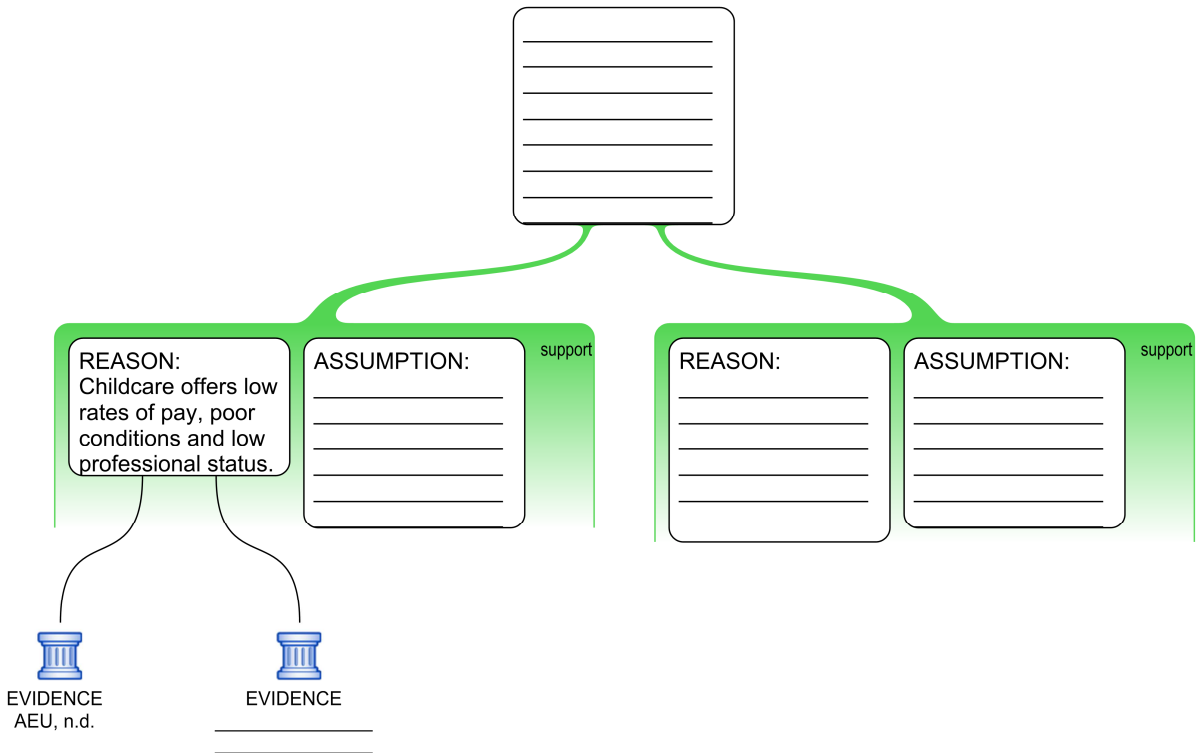 REASON:
Childcare offers low
rates of pay, poor
conditions and low
professional status.
ASSUMPTION:
support
REASON:
ASSUMPTION:
support
EVIDENCE
AEU, n.d.
EVIDENCE